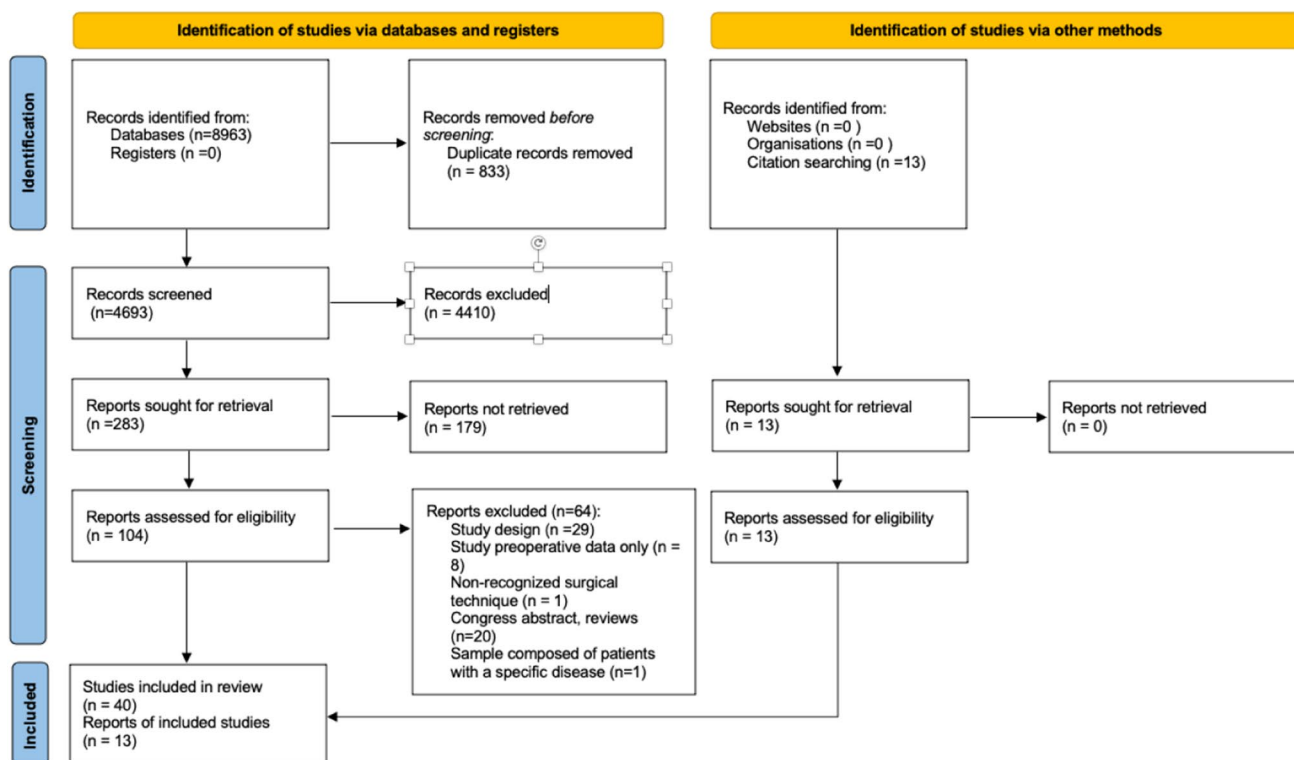 Identification of studies via databases and registers
Identification of studies via other methods
Identification
Records identified from:
Databases (n=8963)
Registers (n =0)
Records removed before
screening:
Duplicate records removed
(n = 833)
Records identified from:
Websites (n =0 )
Organisations (n =0 )
Citation searching (n =13)
Screening
Records screened
(n=4693)
Records excluded
(n = 4410)
Reports sought for retrieval
(n =283)
Reports not retrieved
(n = 179)
Reports sought for retrieval
(n = 13)
Reports not retrieved
(n = 0)
Reports assessed for eligibility
(n = 104)
Reports excluded (n=64):
Study design (n =29)
Study preoperative data only (n =
8)
Non-recognized surgical
technique (n = 1)
Congress abstract, reviews
(n=20)
Sample composed of patients
with a specific disease (n=1)
Reports assessed for eligibility
(n = 13)
Included
Studies included in review
(n = 40)
Reports of included studies
(n = 13)